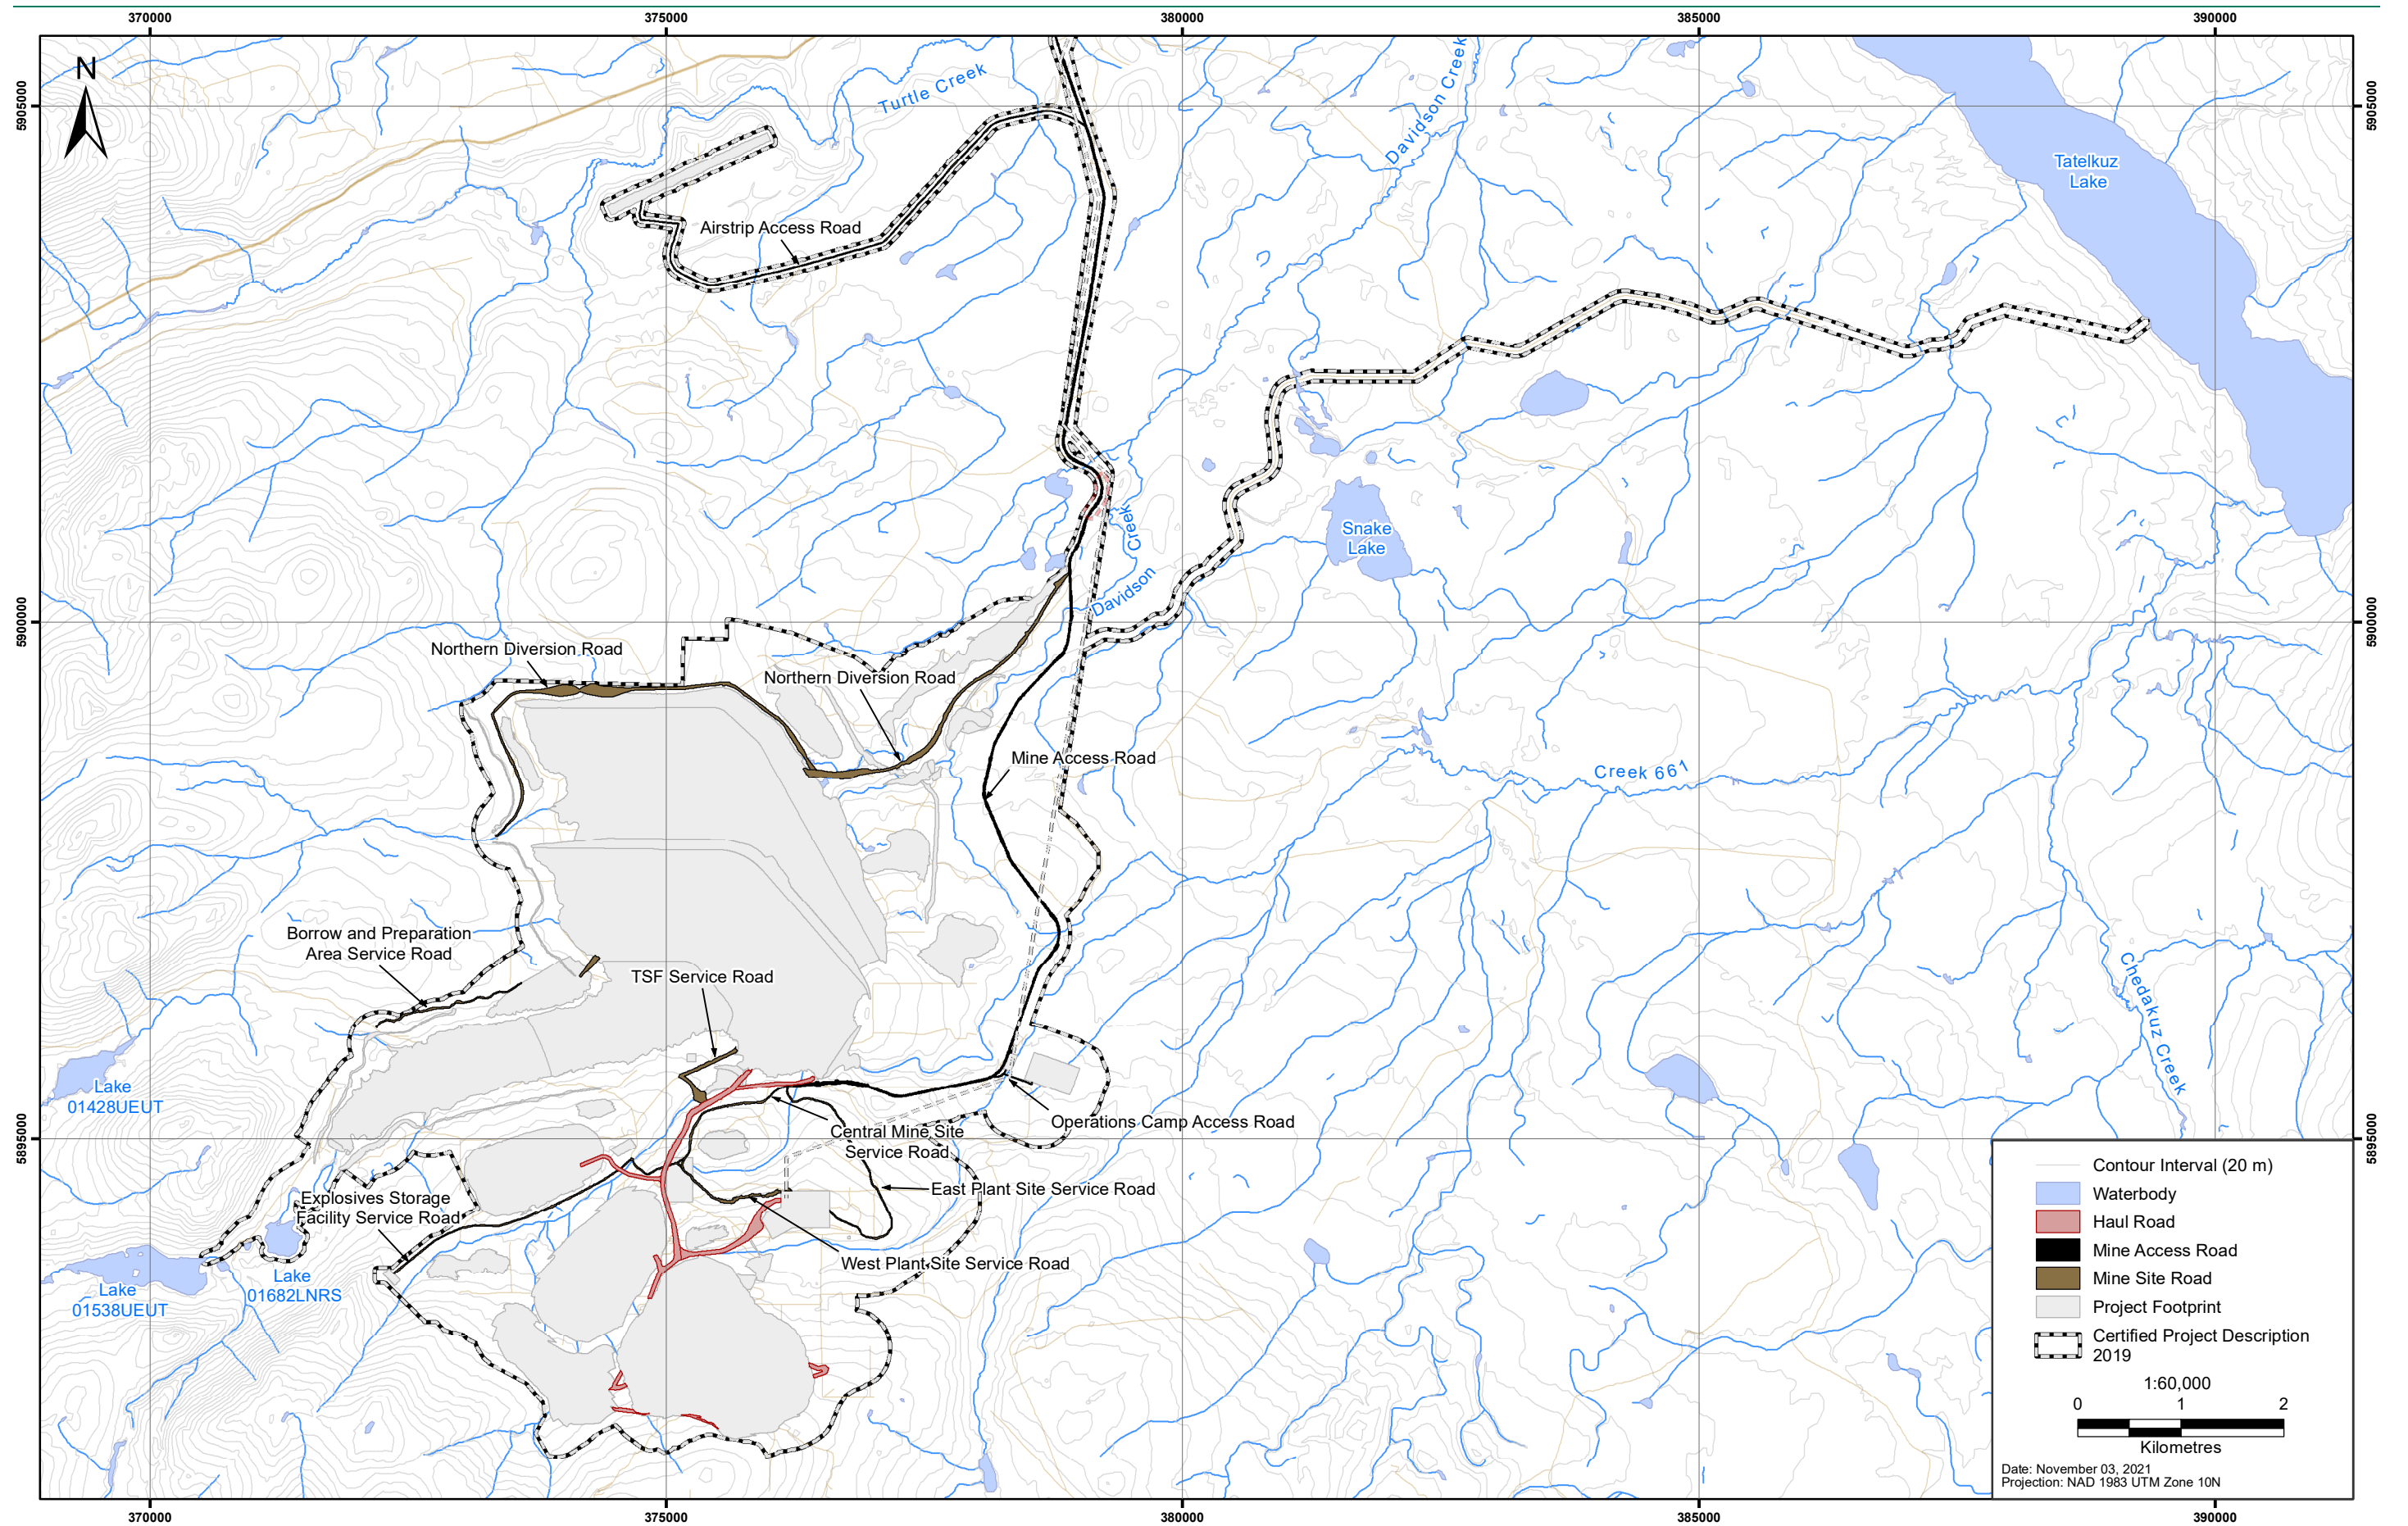 370000
375000
380000
385000
390000
N
5905000
5905000
Turtle Creek
Davidson Creek
Tatelkuz
Lake
Airstrip Access Road
Snake
Lake
Davidson
Creek
5900000
5900000
Northern Diversion Road
Northern Diversion Road
Mine Access Road
Creek 661
Borrow and Preparation
Area Service Road
TSF Service Road
Chedakuz Creek
Lake
01428UEUT
Operations Camp Access Road
Central Mine Site
Service Road
5895000
5895000
East Plant Site Service Road
Explosives Storage
Facility Service Road
West Plant Site Service Road
Lake
01682LNRS
Lake
01538UEUT
Contour Interval (20 m)
Waterbody
Haul Road
Mine Access Road
Mine Site Road
Project Footprint
Certified Project Description
2019
1:60,000
0 1 2
Kilometres
Date: November 03, 2021
Projection: NAD 1983 UTM Zone 10N
370000
375000
380000
385000
390000